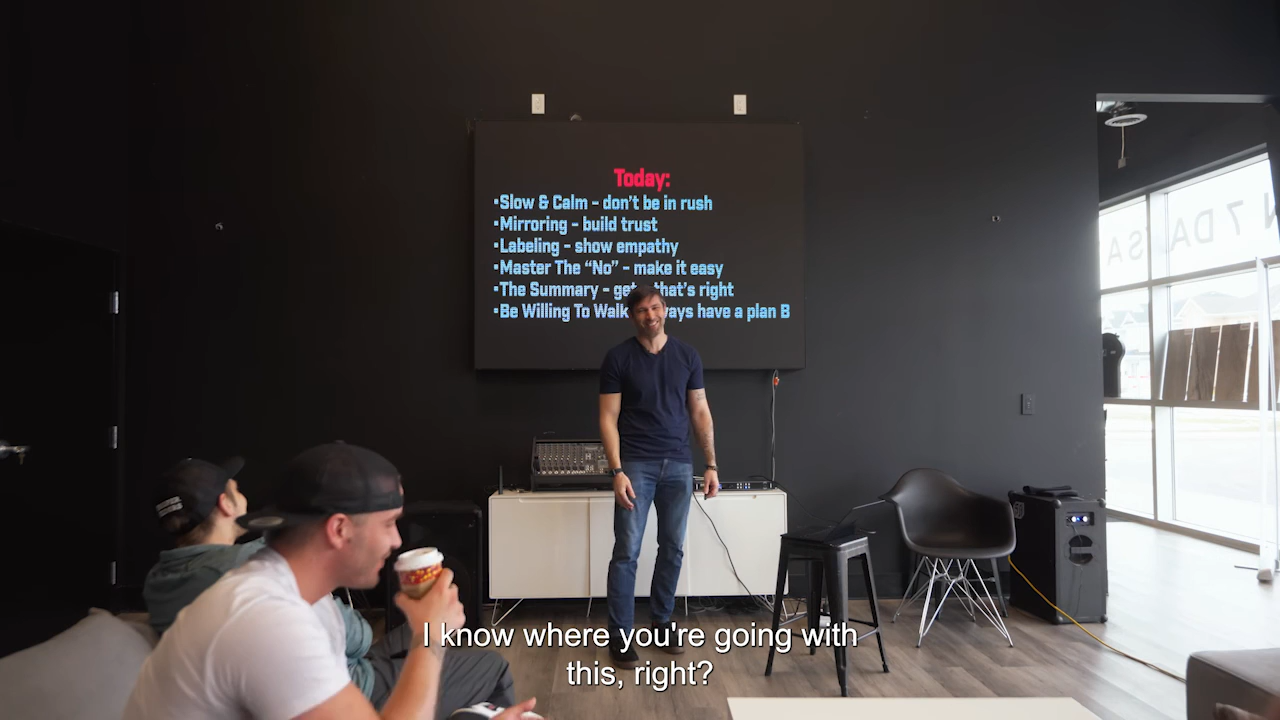 Today:
•Slow & Calm - don't be in rush
•Mirroring - build trust
•Labeling - show empathy
•Master The "No" - make it easy
•The Summary - get that's right
•Be Willing To Walk have a plan B
N 7 DAYS A
I know where you're going with
this, right?